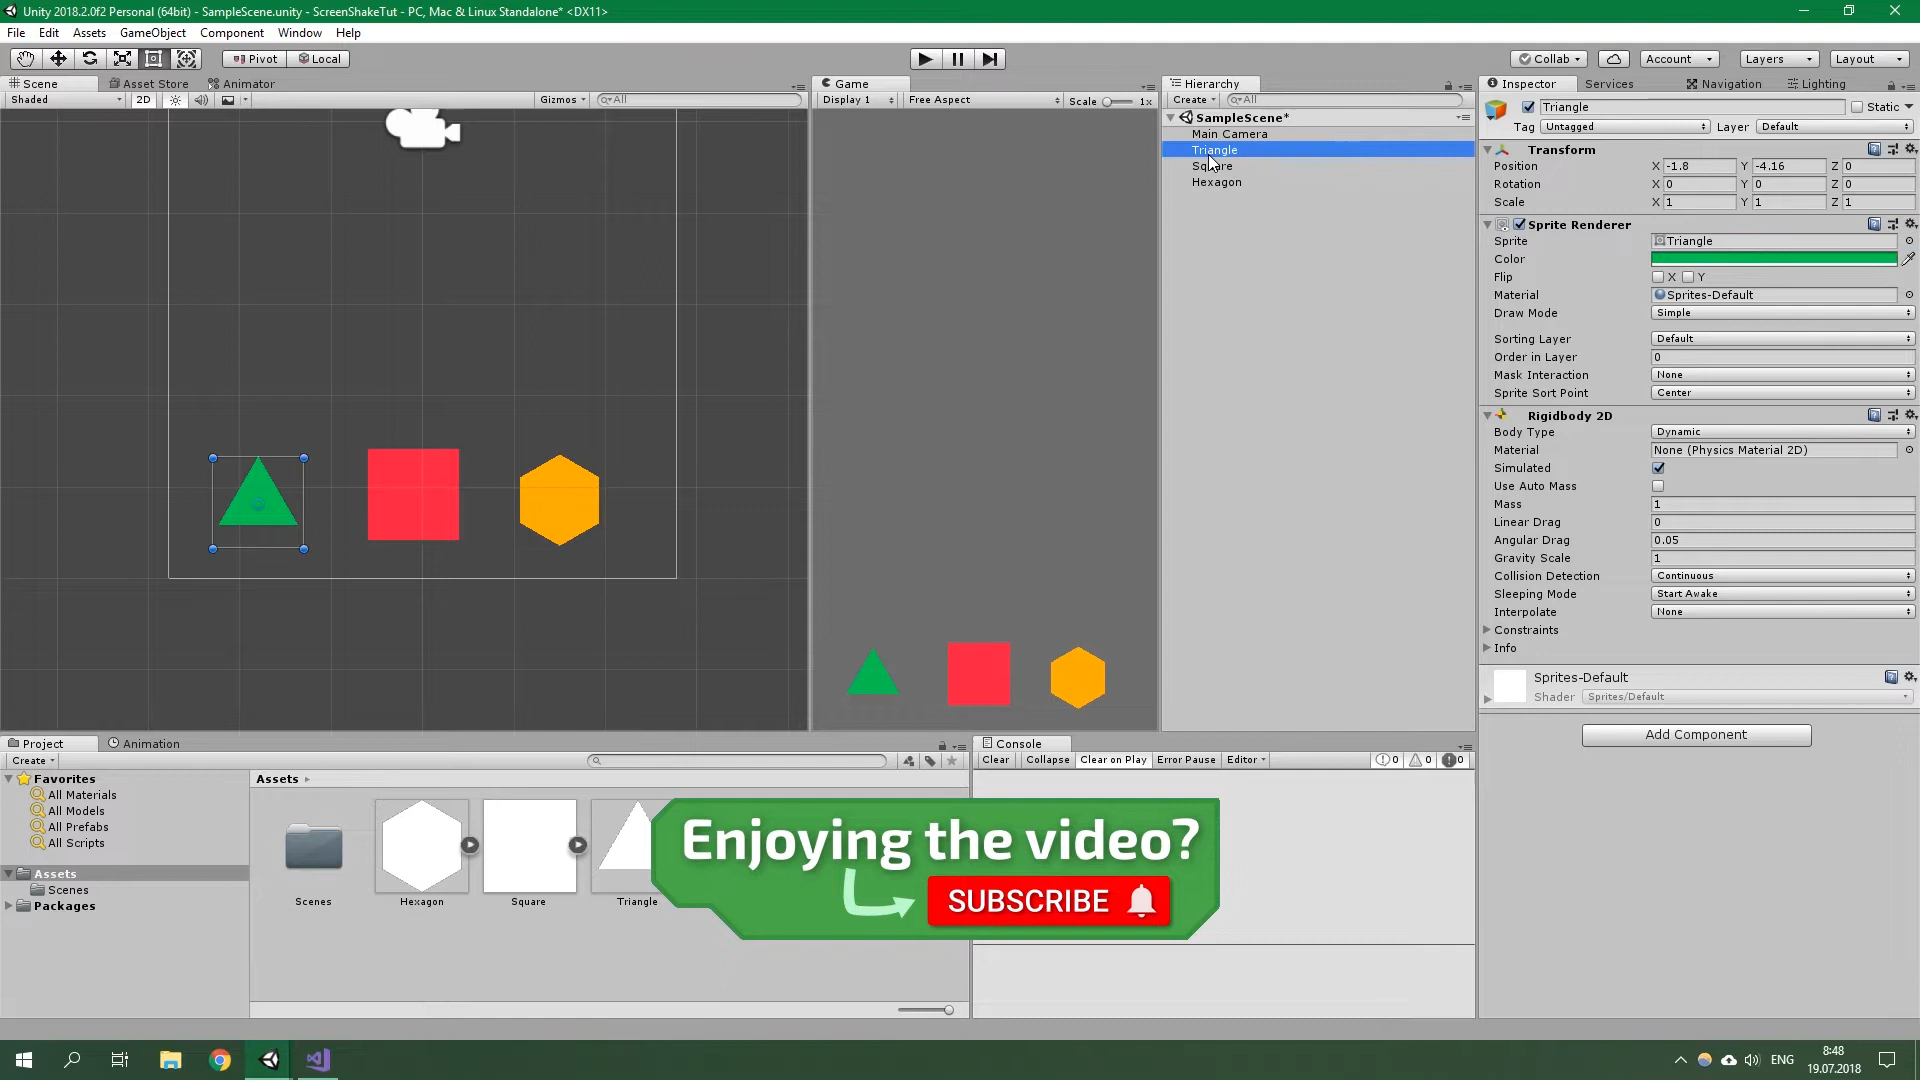 Unity 2018.2.0f2 Personal (64bit) - SampleScene.unity - ScreenShakeTut - PC, Mac & Linux Standalone* <DX11>
File Edit Assets GameObject Component Window Help
Pivot Local Collab Account Layers Layout
Scene Asset Store Animator
Shaded 2D Gizmos All
Game
Display 1 Free Aspect Scale 1x
Hierarchy
Create All
SampleScene*
Main Camera
Triangle
Square
Hexagon
Inspector Services Navigation Lighting
Triangle Static
Tag Untagged Layer Default
Transform
Position X -1.8 Y -4.16 Z 0
Rotation X 0 Y 0 Z 0
Scale X 1 Y 1 Z 1
Sprite Renderer
Sprite Triangle
Color
Flip X Y
Material Sprites-Default
Draw Mode Simple
Sorting Layer Default
Order in Layer 0
Mask Interaction None
Sprite Sort Point Center
Rigidbody 2D
Body Type Dynamic
Material None (Physics Material 2D)
Simulated
Use Auto Mass
Mass 1
Linear Drag 0
Angular Drag 0.05
Gravity Scale 1
Collision Detection Continuous
Sleeping Mode Start Awake
Interpolate None
Constraints
Info
Sprites-Default
Shader Sprites/Default
Add Component
Project Animation
Create
Favorites
All Materials
All Models
All Prefabs
All Scripts
Assets
Scenes
Packages
Assets
Scenes Hexagon Square Triangle
Console
Clear Collapse Clear on Play Error Pause Editor 0 0 0
Enjoying the video?
SUBSCRIBE
ENG
8:48
19.07.2018